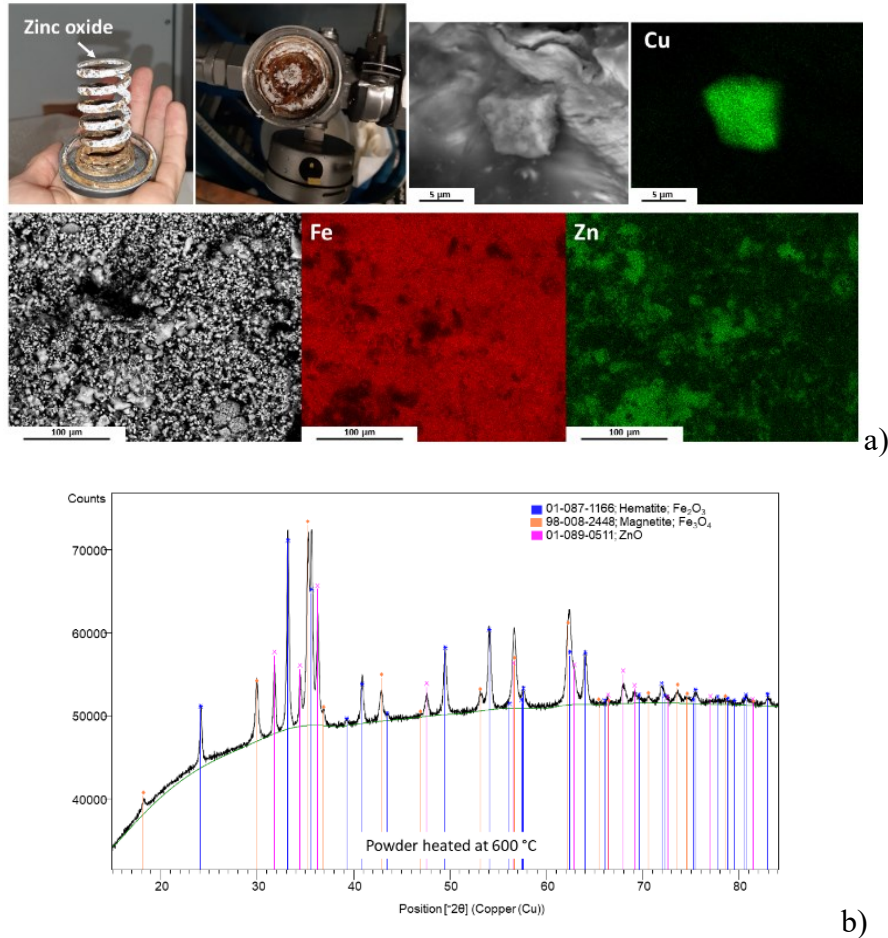 Zinc oxide
Cu
5 µm
5 µm
Fe
Zn
100 µm
100 µm
100 µm
a)
Counts
01-087-1166; Hematite; Fe₂O₃
98-008-2448; Magnetite; Fe₃O₄
01-089-0511; ZnO
70000
60000
50000
40000
Powder heated at 600 °C
20 30 40 50 60 70 80
Position [°2θ] (Copper (Cu))
b)